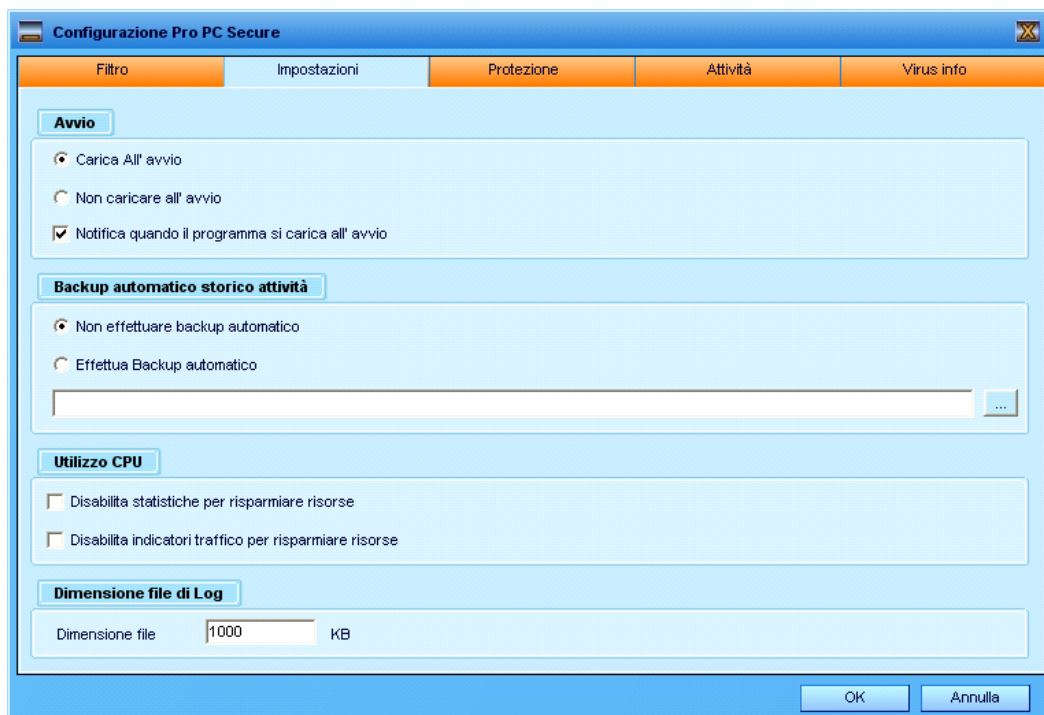 Configurazione Pro PC Secure
Filtro Impostazioni Protezione Attività Virus info
Avvio
Carica All' avvio
Non caricare all' avvio
Notifica quando il programma si carica all' avvio
Backup automatico storico attività
Non effettuare backup automatico
Effettua Backup automatico
...
Utilizzo CPU
Disabilita statistiche per risparmiare risorse
Disabilita indicatori traffico per risparmiare risorse
Dimensione file di Log
Dimensione file 1000 KB
OK Annulla